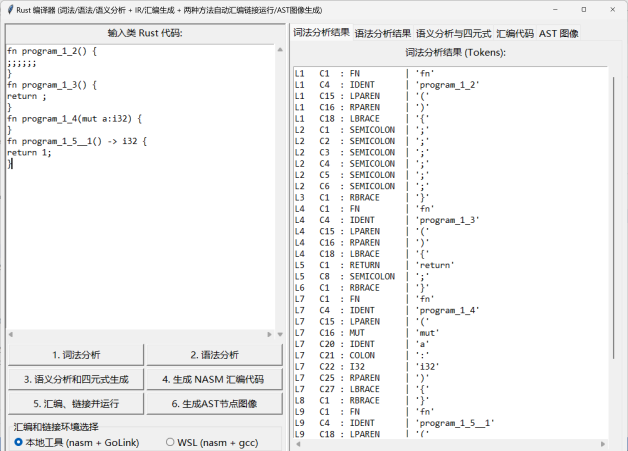 Rust 编译器 (词法/语法/语义分析 + IR/汇编生成 + 两种方法自动汇编链接运行/AST图像生成)
输入类 Rust 代码:
fn program_1_2() {
;;;;;;
}
fn program_1_3() {
return ;
}
fn program_1_4(mut a:i32) {
}
fn program_1_5__1() -> i32 {
return 1;
}
1. 词法分析
2. 语法分析
3. 语义分析和四元式生成
4. 生成 NASM 汇编代码
5. 汇编、链接并运行
6. 生成AST节点图像
汇编和链接环境选择
本地工具 (nasm + GoLink)
WSL (nasm + gcc)
词法分析结果 语法分析结果 语义分析与四元式 汇编代码 AST 图像
词法分析结果 (Tokens):
L1 C1 : FN | 'fn'
L1 C4 : IDENT | 'program_1_2'
L1 C15 : LPAREN | '('
L1 C16 : RPAREN | ')'
L1 C18 : LBRACE | '{'
L2 C1 : SEMICOLON | ';'
L2 C2 : SEMICOLON | ';'
L2 C3 : SEMICOLON | ';'
L2 C4 : SEMICOLON | ';'
L2 C5 : SEMICOLON | ';'
L2 C6 : SEMICOLON | ';'
L3 C1 : RBRACE | '}'
L4 C1 : FN | 'fn'
L4 C4 : IDENT | 'program_1_3'
L4 C15 : LPAREN | '('
L4 C16 : RPAREN | ')'
L4 C18 : LBRACE | '{'
L5 C1 : RETURN | 'return'
L5 C8 : SEMICOLON | ';'
L6 C1 : RBRACE | '}'
L7 C1 : FN | 'fn'
L7 C4 : IDENT | 'program_1_4'
L7 C15 : LPAREN | '('
L7 C16 : MUT | 'mut'
L7 C20 : IDENT | 'a'
L7 C21 : COLON | ':'
L7 C22 : I32 | 'i32'
L7 C25 : RPAREN | ')'
L7 C27 : LBRACE | '{'
L8 C1 : RBRACE | '}'
L9 C1 : FN | 'fn'
L9 C4 : IDENT | 'program_1_5__1'
L9 C18 : LPAREN | '('